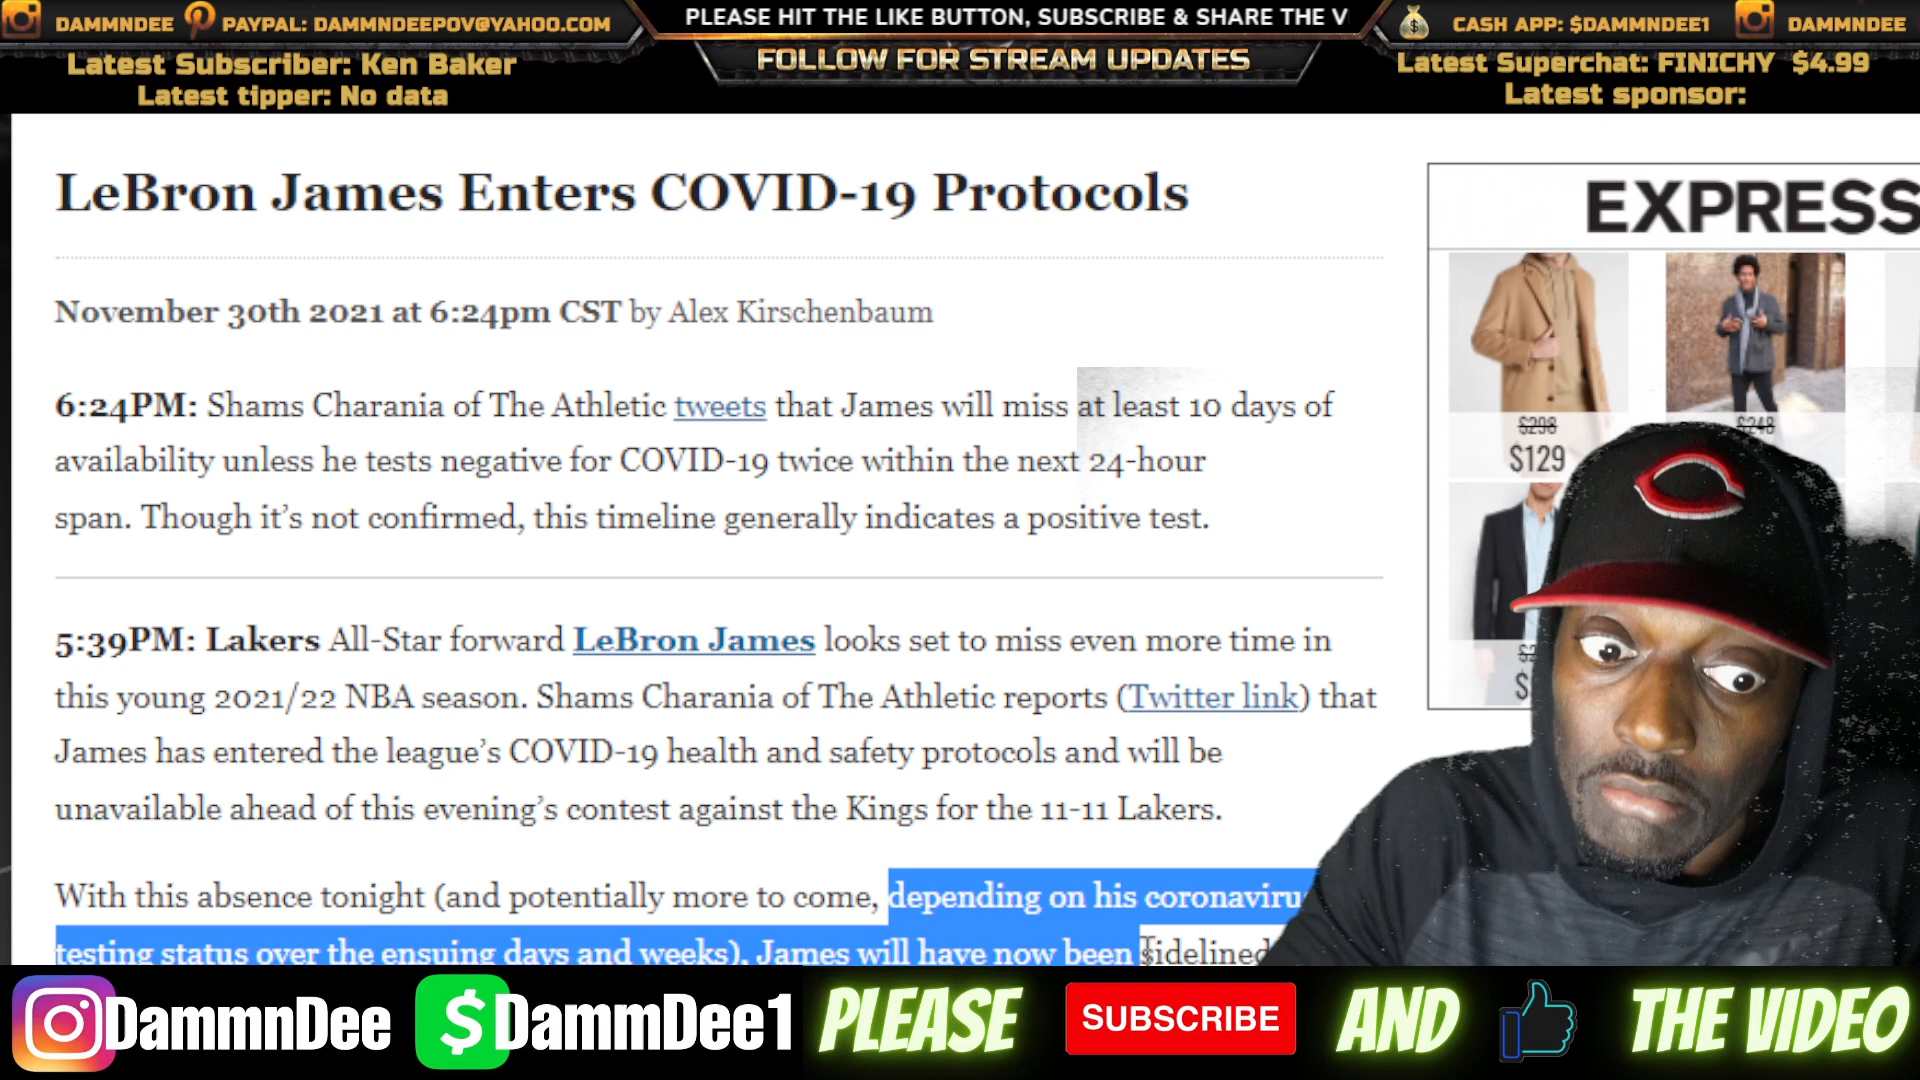 DAMMNDEE
PAYPAL: DAMMNDEEPOV@YAHOO.COM
PLEASE HIT THE LIKE BUTTON, SUBSCRIBE & SHARE THE V
CASH APP: $DAMMNDEE1
DAMMNDEE
Latest Subscriber: Ken Baker
Latest tipper: No data
FOLLOW FOR STREAM UPDATES
Latest Superchat: FINICHY $4.99
Latest sponsor:
LeBron James Enters COVID-19 Protocols
November 30th 2021 at 6:24pm CST by Alex Kirschenbaum
6:24PM: Shams Charania of The Athletic tweets that James will miss at least 10 days of
availability unless he tests negative for COVID-19 twice within the next 24-hour
span. Though it's not confirmed, this timeline generally indicates a positive test.
5:39PM: Lakers All-Star forward LeBron James looks set to miss even more time in
this young 2021/22 NBA season. Shams Charania of The Athletic reports (Twitter link) that
James has entered the league's COVID-19 health and safety protocols and will be
unavailable ahead of this evening's contest against the Kings for the 11-11 Lakers.
With this absence tonight (and potentially more to come, depending on his coronaviru
testing status over the ensuing days and weeks), James will have now been sidelined
EXPRESS
$298
$248
$129
DammnDee
DammDee1
PLEASE
SUBSCRIBE
AND
THE VIDEO